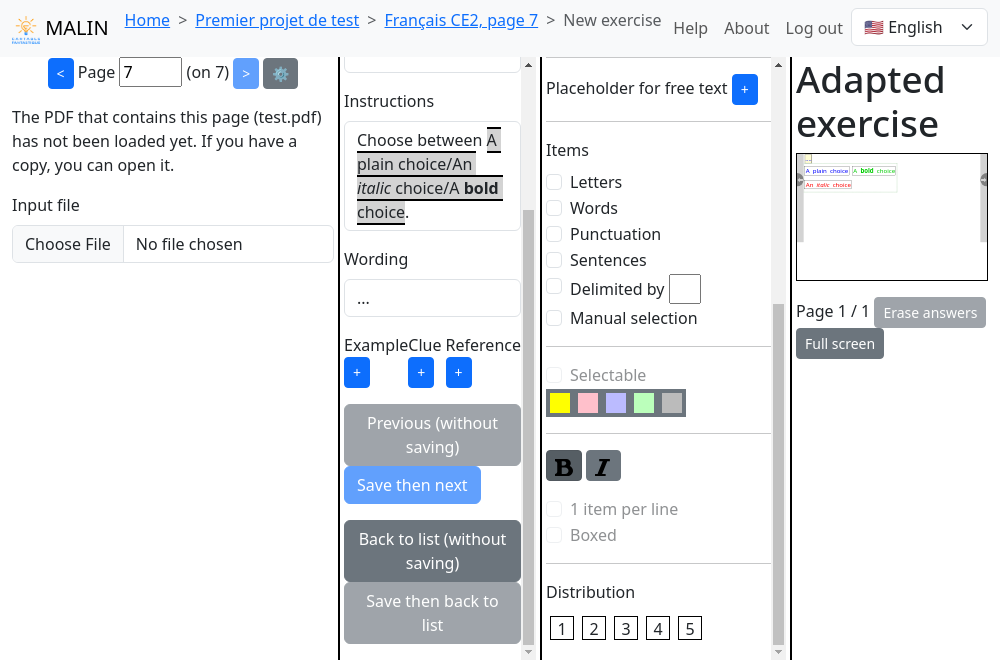 MALIN
Home > Premier projet de test > Français CE2, page 7 > New exercise
Help About Log out 🇺🇸 English
< Page 7 (on 7) > ⚙️
The PDF that contains this page (test.pdf)
has not been loaded yet. If you have a
copy, you can open it.
Input file
Choose File No file chosen
Instructions
Choose between A
plain choice/An
italic choice/A bold
choice.
Wording
...
Example Clue Reference
+ + +
Previous (without
saving)
Save then next
Back to list (without
saving)
Save then back to
list
Placeholder for free text +
Items
Letters
Words
Punctuation
Sentences
Delimited by
Manual selection
Selectable
B I
1 item per line
Boxed
Distribution
1 2 3 4 5
Adapted
exercise
...
A plain choice A bold choice
An italic choice
Page 1 / 1 Erase answers
Full screen